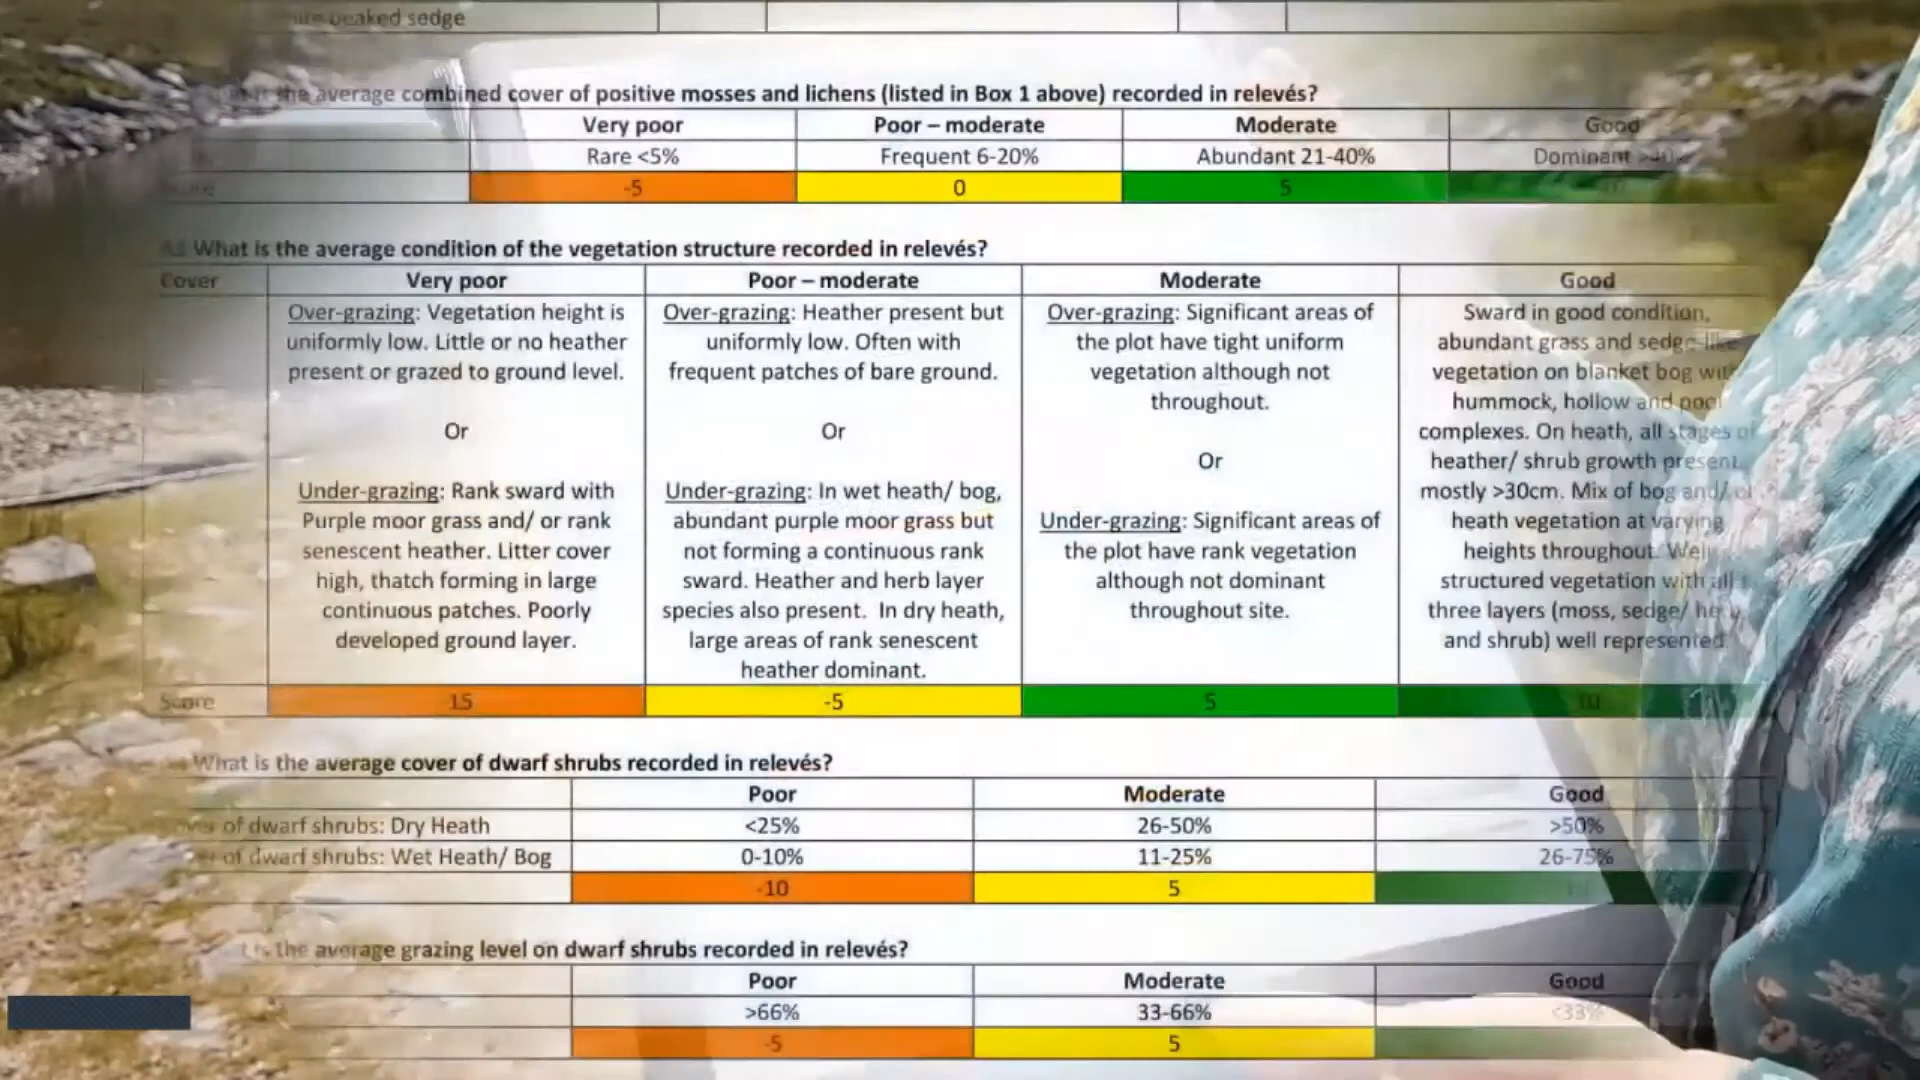 beaked sedge
the average combined cover of positive mosses and lichens (listed in Box 1 above) recorded in relevés?
Very poor Poor – moderate Moderate Good
Rare <5% Frequent 6-20% Abundant 21-40% Dominant
-5 0 5
What is the average condition of the vegetation structure recorded in relevés?
Cover Very poor Poor – moderate Moderate Good
Over-grazing: Vegetation height is
uniformly low. Little or no heather
present or grazed to ground level.
Or
Under-grazing: Rank sward with
Purple moor grass and/ or rank
senescent heather. Litter cover
high, thatch forming in large
continuous patches. Poorly
developed ground layer.
Over-grazing: Heather present but
uniformly low. Often with
frequent patches of bare ground.
Or
Under-grazing: In wet heath/ bog,
abundant purple moor grass but
not forming a continuous rank
sward. Heather and herb layer
species also present. In dry heath,
large areas of rank senescent
heather dominant.
Over-grazing: Significant areas of
the plot have tight uniform
vegetation although not
throughout.
Or
Under-grazing: Significant areas of
the plot have rank vegetation
although not dominant
throughout site.
Sward in good condition,
abundant grass and sedge-like
vegetation on blanket bog with
hummock, hollow and pool
complexes. On heath, all stages of
heather/ shrub growth present,
mostly >30cm. Mix of bog and/ or
heath vegetation at varying
heights throughout. Well
structured vegetation with all
three layers (moss, sedge/
and shrub) well represented.
Score 15 -5 5 10
What is the average cover of dwarf shrubs recorded in relevés?
Poor Moderate Good
of dwarf shrubs: Dry Heath <25% 26-50% >50%
of dwarf shrubs: Wet Heath/ Bog 0-10% 11-25% 26-75%
-10 5
the average grazing level on dwarf shrubs recorded in relevés?
Poor Moderate Good
>66% 33-66% <33%
-5 5